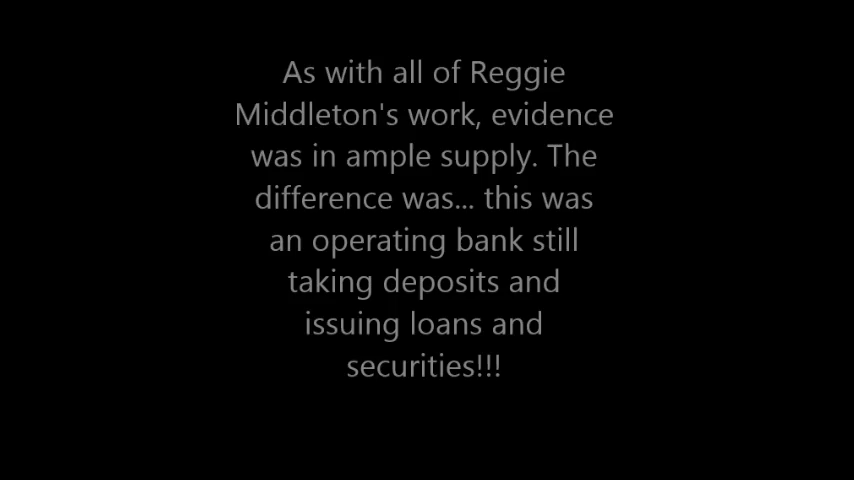 As with all of Reggie
Middleton's work, evidence
was in ample supply. The
difference was... this was
an operating bank still
taking deposits and
issuing loans and
securities!!!